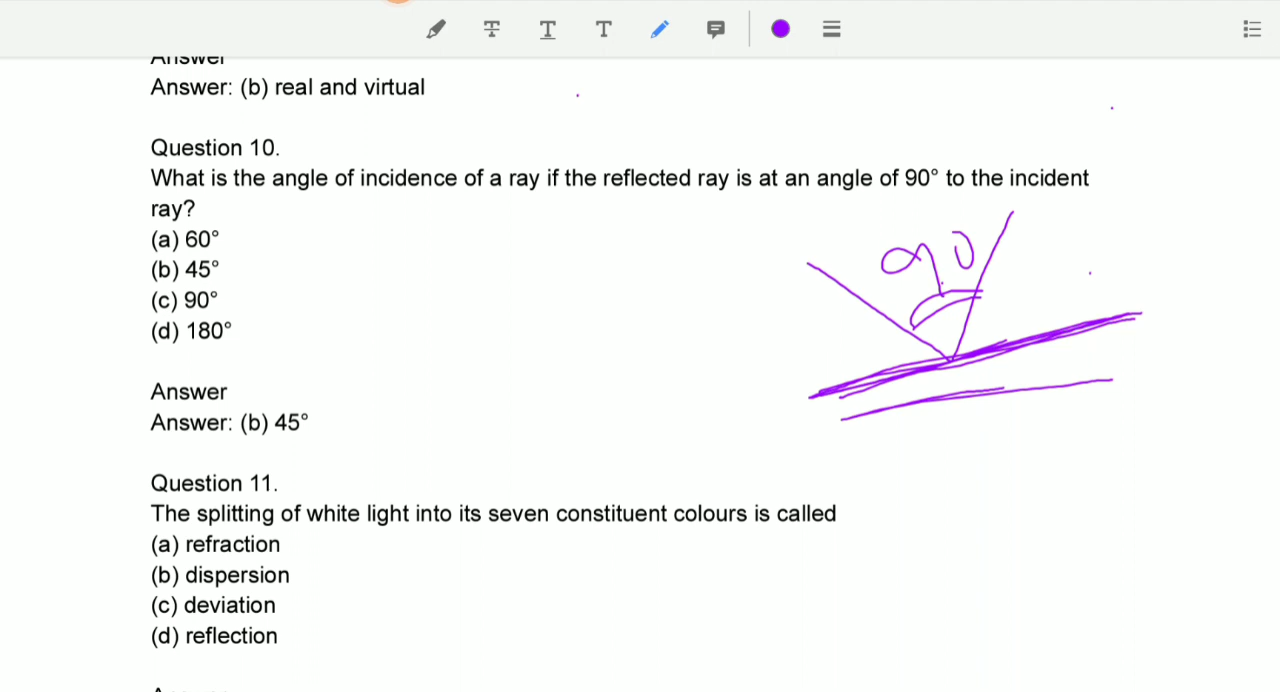 Answer: (b) real and virtual
Question 10.
What is the angle of incidence of a ray if the reflected ray is at an angle of 90° to the incident
ray?
(a) 60°
(b) 45°
(c) 90°
(d) 180°
90
Answer
Answer: (b) 45°
Question 11.
The splitting of white light into its seven constituent colours is called
(a) refraction
(b) dispersion
(c) deviation
(d) reflection